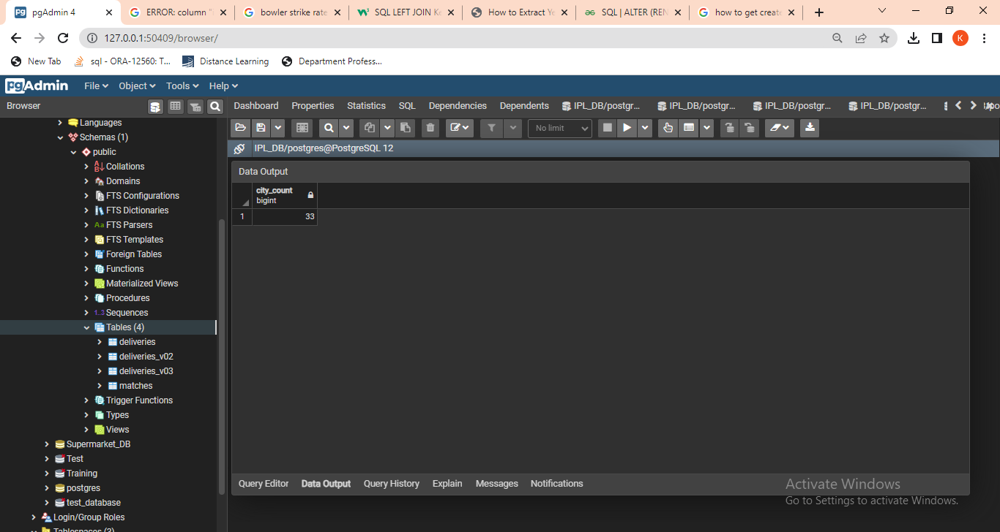 pgAdmin 4
ERROR: column "
bowler strike rate
SQL LEFT JOIN Ke
How to Extract Ye
SQL | ALTER (REN
how to get create
127.0.0.1:50409/browser/
K
New Tab
sql - ORA-12560: T...
Distance Learning
Department Profess...
pgAdmin
File
Object
Tools
Help
Browser
Dashboard
Properties
Statistics
SQL
Dependencies
Dependents
IPL_DB/postgr...
IPL_DB/postgr...
IPL_DB/postgr...
IPL_DB/postgr...
No limit
IPL_DB/postgres@PostgreSQL 12
Languages
Schemas (1)
public
Collations
Domains
FTS Configurations
FTS Dictionaries
Aa FTS Parsers
FTS Templates
Foreign Tables
Functions
Materialized Views
Procedures
1..3 Sequences
Tables (4)
deliveries
deliveries_v02
deliveries_v03
matches
Trigger Functions
Types
Views
Supermarket_DB
Test
Training
postgres
test_database
Login/Group Roles
Tablespaces (2)
Data Output
city_count
bigint
1 33
Query Editor
Data Output
Query History
Explain
Messages
Notifications
Activate Windows
Go to Settings to activate Windows.